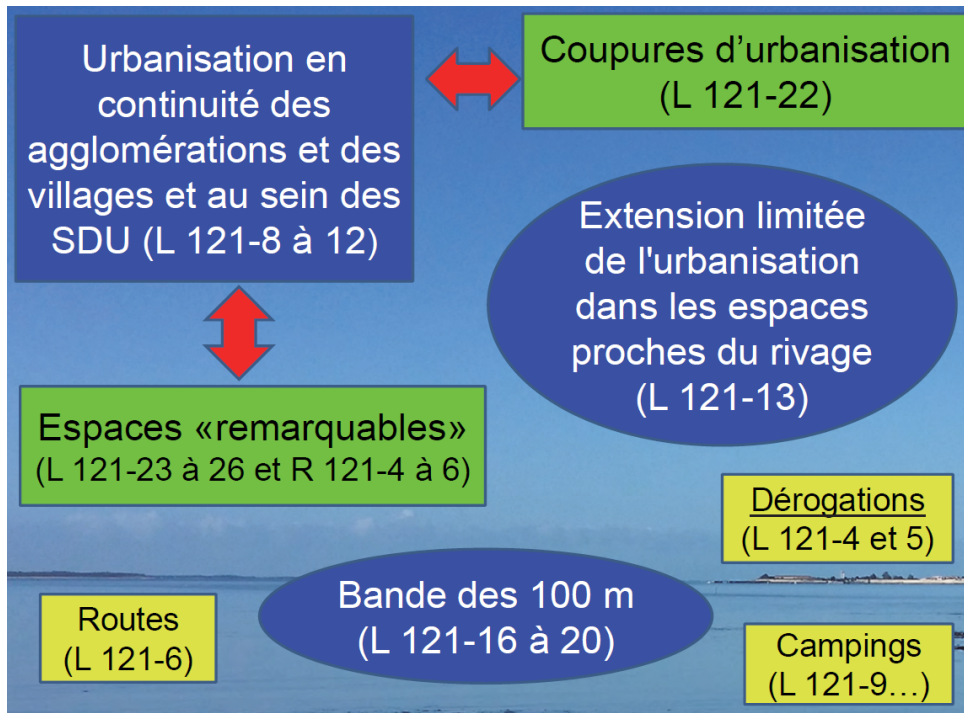 Urbanisation en
continuité des
agglomérations et des
villages et au sein des
SDU (L 121-8 à 12)
Coupures d’urbanisation
(L 121-22)
Extension limitée
de l'urbanisation
dans les espaces
proches du rivage
(L 121-13)
Espaces «remarquables»
(L 121-23 à 26 et R 121-4 à 6)
Dérogations
(L 121-4 et 5)
Bande des 100 m
(L 121-16 à 20)
Routes
(L 121-6)
Campings
(L 121-9…)